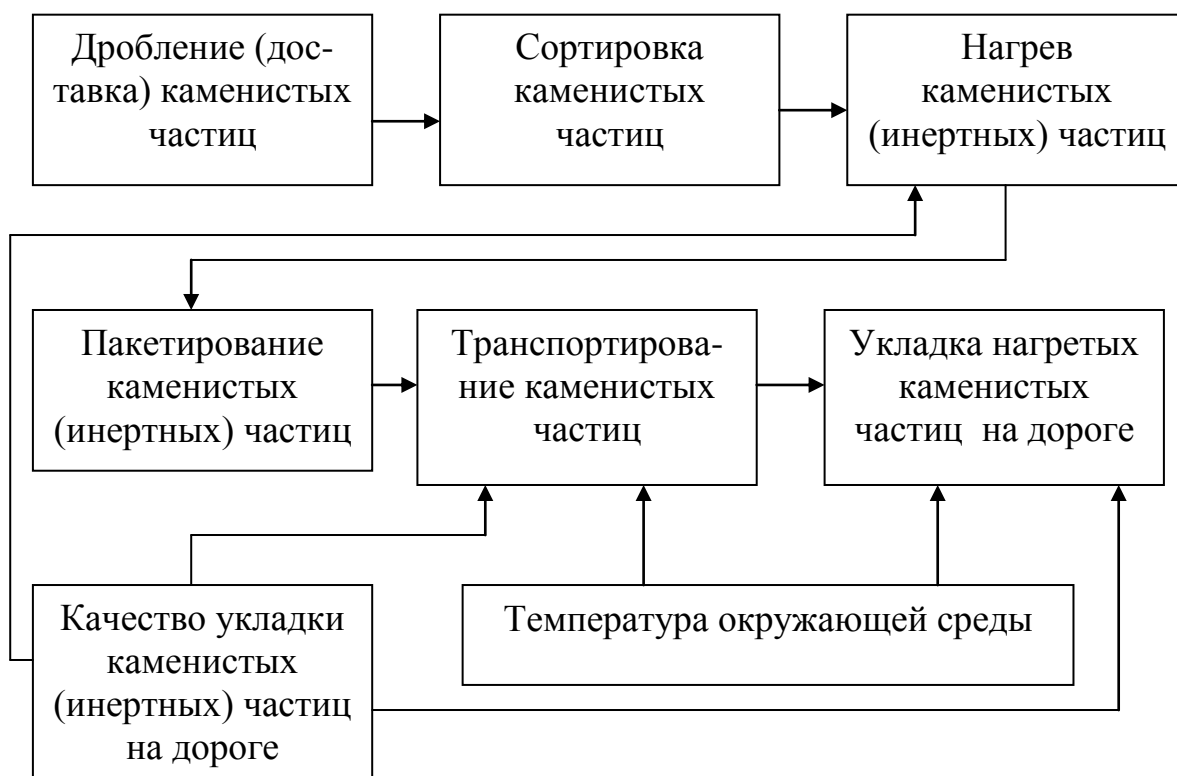 Дробление (дос-
тавка) каменистых
частиц
Сортировка
каменистых
частиц
Нагрев
каменистых
(инертных) частиц
Пакетирование
каменистых
(инертных) частиц
Транспортирова-
ние каменистых
частиц
Укладка нагретых
каменистых
частиц на дороге
Качество укладки
каменистых
(инертных) частиц
на дороге
Температура окружающей среды